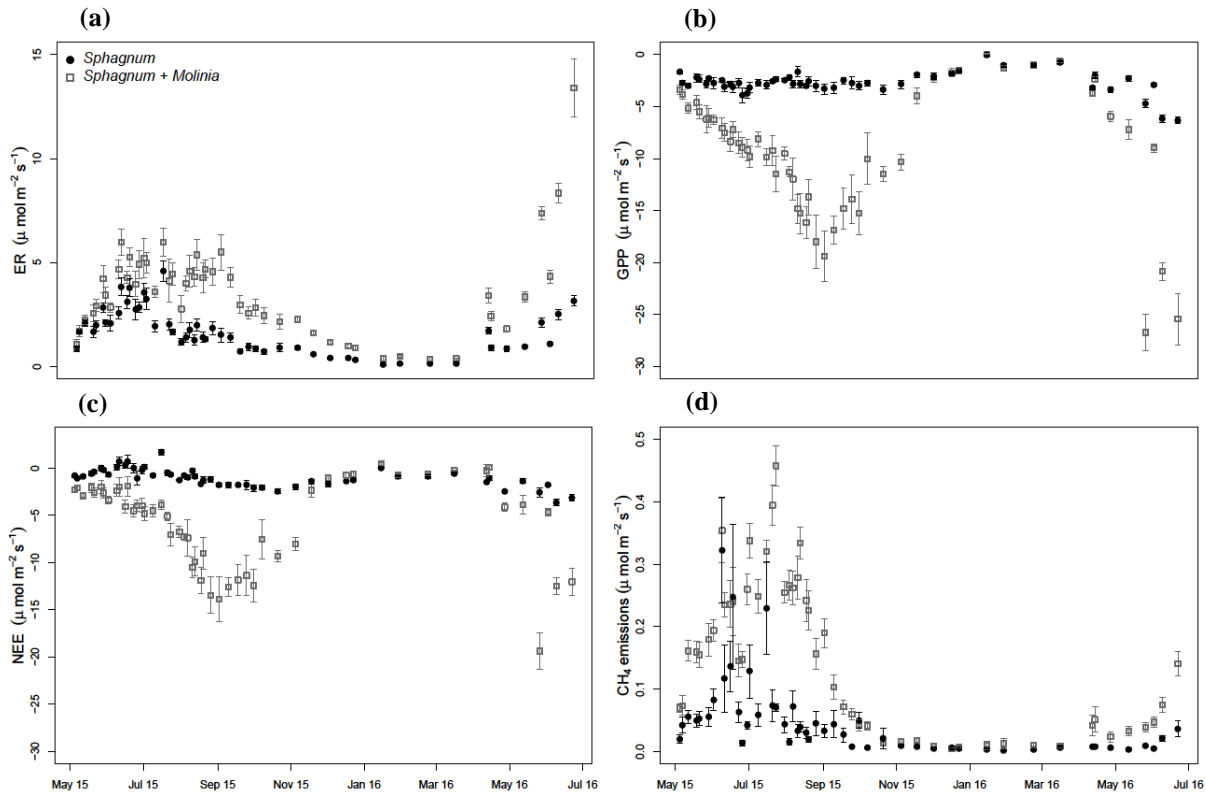 (a)
15
10
5
0
ER (μ mol m⁻² s⁻¹)
Sphagnum
Sphagnum + Molinia
(b)
0
−5
−10
−15
−20
−25
−30
GPP (μ mol m⁻² s⁻¹)
(c)
0
−5
−10
−15
−20
−25
−30
NEE (μ mol m⁻² s⁻¹)
May 15 Jul 15 Sep 15 Nov 15 Jan 16 Mar 16 May 16 Jul 16
(d)
0.5
0.4
0.3
0.2
0.1
0.0
CH₄ emissions (μ mol m⁻² s⁻¹)
May 15 Jul 15 Sep 15 Nov 15 Jan 16 Mar 16 May 16 Jul 16